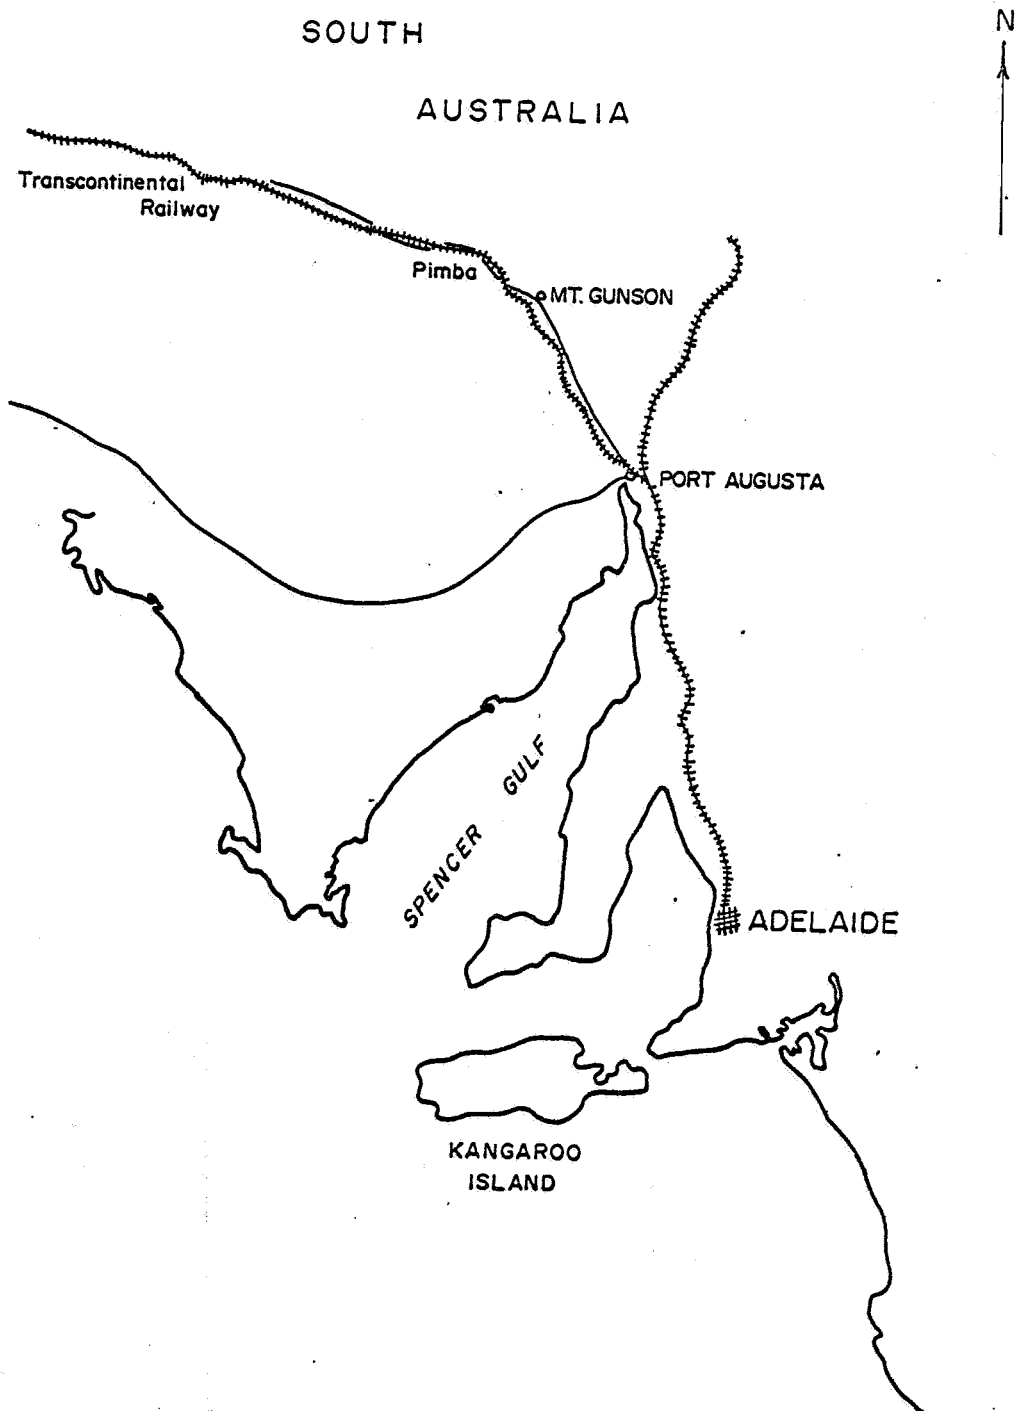 N
SOUTH
AUSTRALIA
Transcontinental
Railway
Pimba
MT. GUNSON
PORT AUGUSTA
SPENCER GULF
ADELAIDE
KANGAROO
ISLAND